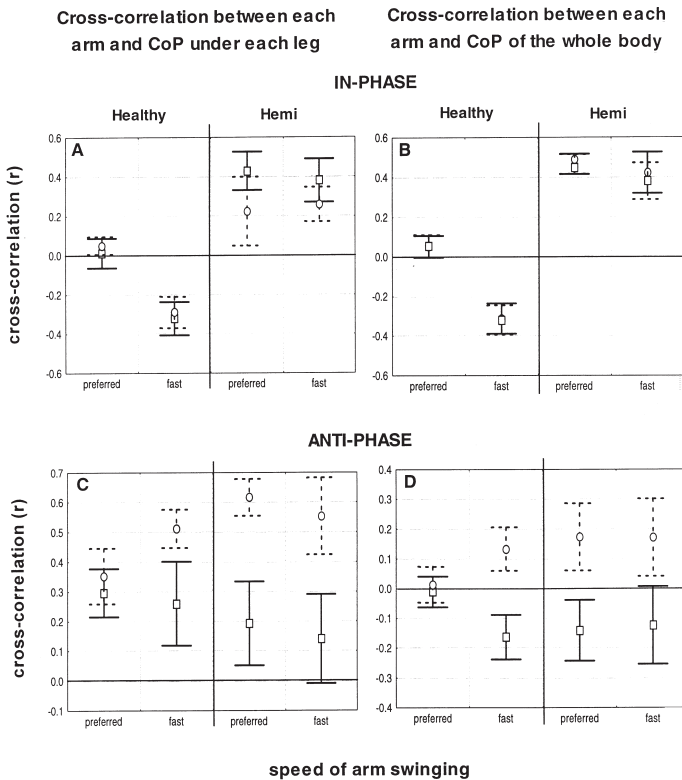 Cross-correlation between each
arm and CoP under each leg
Cross-correlation between each
arm and CoP of the whole body
IN-PHASE
Healthy
Hemi
Healthy
Hemi
cross-correlation (r)
A
0.6
0.4
0.2
0.0
-0.2
-0.4
-0.6
preferred
fast
preferred
fast
B
0.6
0.4
0.2
0.0
-0.2
-0.4
-0.6
preferred
fast
preferred
fast
ANTI-PHASE
cross-correlation (r)
C
0.7
0.6
0.5
0.4
0.3
0.2
0.1
0.0
-0.1
preferred
fast
preferred
fast
D
0.4
0.3
0.2
0.1
0.0
-0.1
-0.2
-0.3
-0.4
preferred
fast
preferred
fast
speed of arm swinging